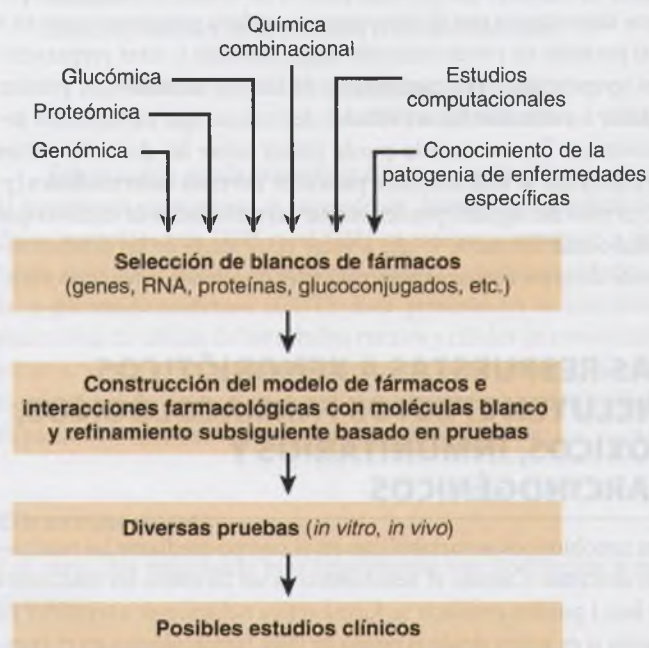 Química
combinacional
Glucómica
Estudios
computacionales
Proteómica
Genómica
Conocimiento de la
patogenia de enfermedades
específicas
Selección de blancos de fármacos
(genes, RNA, proteínas, glucoconjugados, etc.)
Construcción del modelo de fármacos e
interacciones farmacológicas con moléculas blanco
y refinamiento subsiguiente basado en pruebas
Diversas pruebas (in vitro, in vivo)
Posibles estudios clínicos